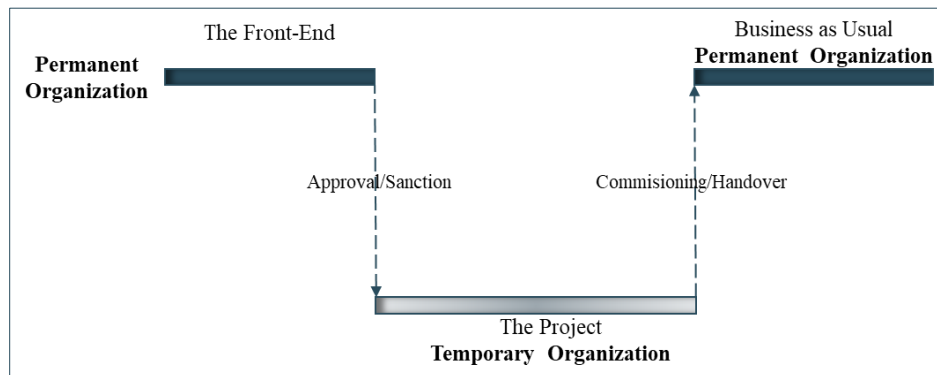 The Front-End
Business as Usual
Permanent Organization
Permanent
Organization
Approval/Sanction
Commisioning/Handover
The Project
Temporary Organization